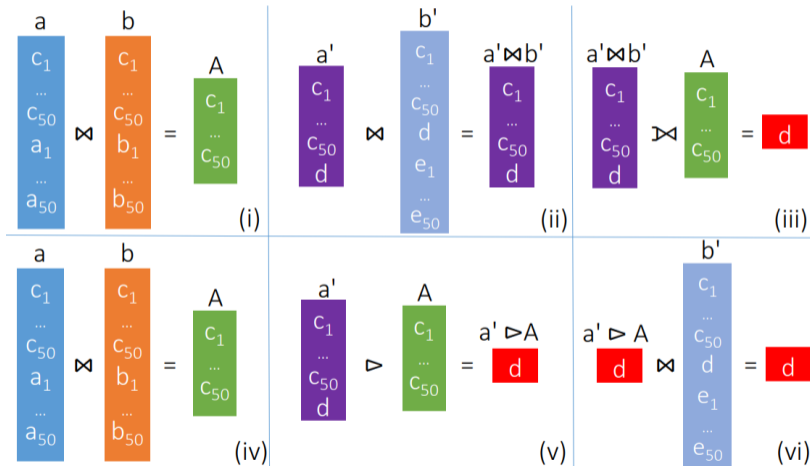 a b
c₁ c₁
... ...
c₅₀ ⋈ c₅₀ =
a₁ b₁
... ...
a₅₀ b₅₀
A
c₁
...
c₅₀
(i)
a'
c₁
...
c₅₀
d
⋈
b'
c₁
...
c₅₀
d
e₁
...
e₅₀
=
a'⋈b'
c₁
...
c₅₀
d
(ii)
a'⋈b'
c₁
...
c₅₀
d
A
c₁
...
c₅₀
=
d
(iii)
a b
c₁ c₁
... ...
c₅₀ ⋈ c₅₀ =
a₁ b₁
... ...
a₅₀ b₅₀
A
c₁
...
c₅₀
(iv)
a'
c₁
...
c₅₀
d
⊳
A
c₁
...
c₅₀
=
a' ⊳A
d
(v)
a' ⊳ A
d
⋈
b'
c₁
...
c₅₀
d
e₁
...
e₅₀
=
d
(vi)